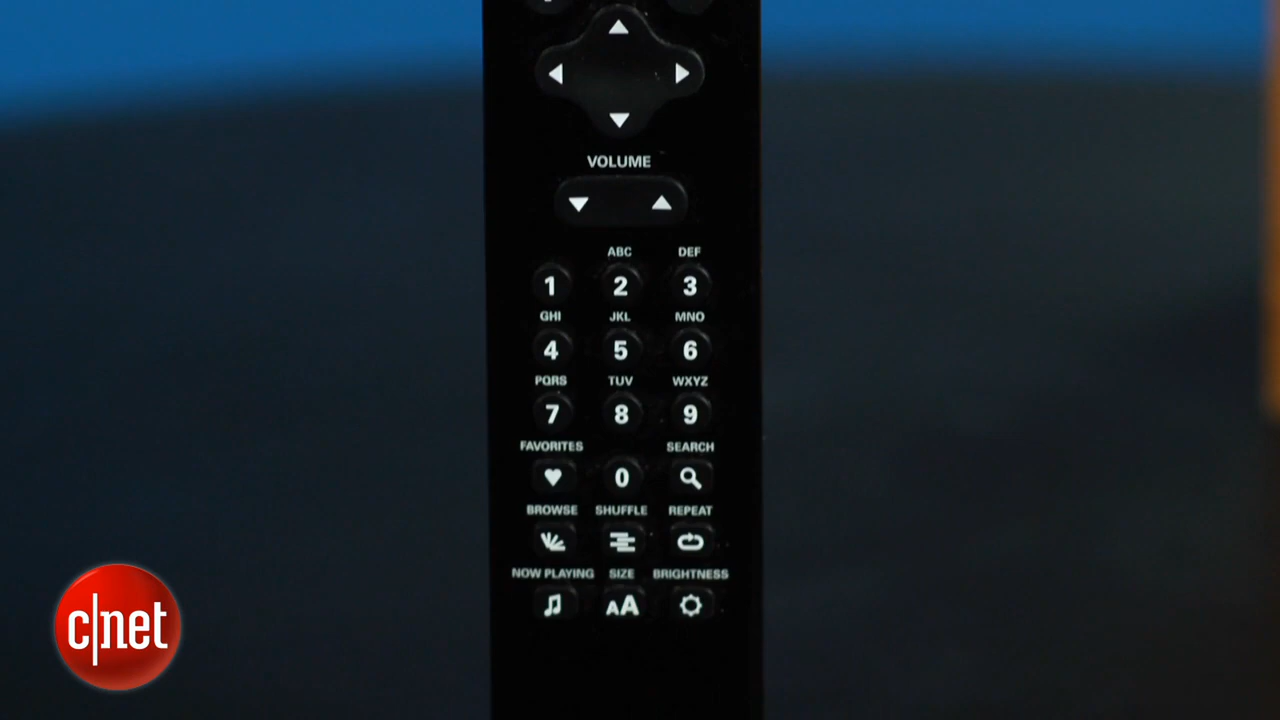 VOLUME
ABC DEF
1 2 3
GHI JKL MNO
4 5 6
PQRS TUV WXYZ
7 8 9
FAVORITES SEARCH
0
BROWSE SHUFFLE REPEAT
NOW PLAYING SIZE BRIGHTNESS
AA
c|net